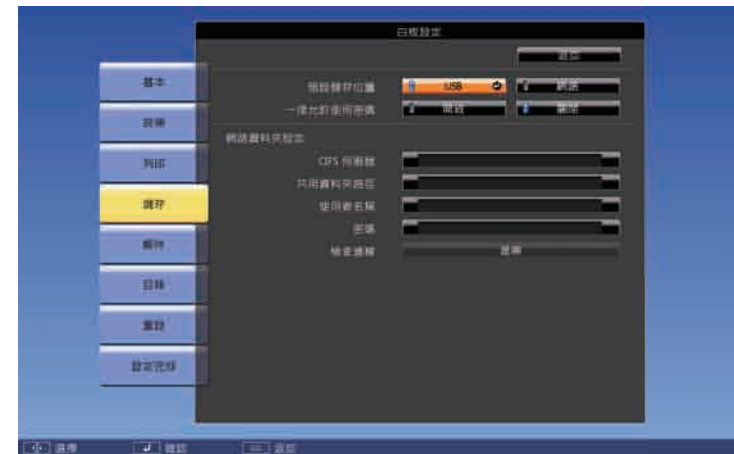 白板設定
返回
基本
預設儲存位置 USB 網路
一律允許使用密碼 開啟 關閉
網路資料夾設定
列印
CIFS 伺服器
共用資料夾路徑
儲存
使用者名稱
密碼
郵件
檢查連線 套用
目錄
重設
設定完成
選擇 確認 返回